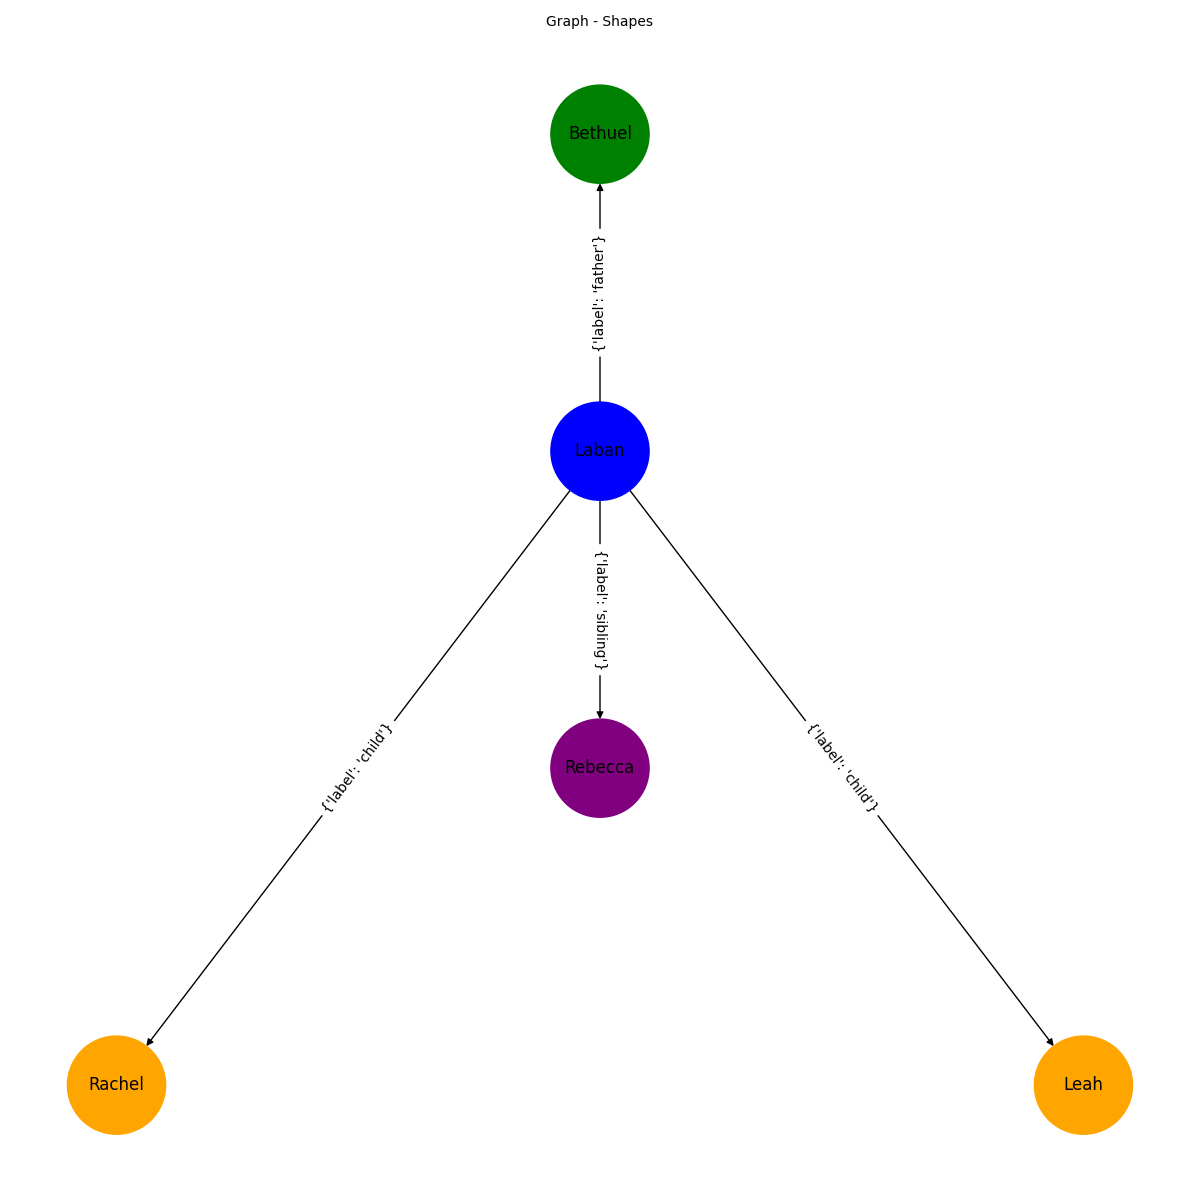 Graph - Shapes
Bethuel
{'label': 'father'}
Laban
{'label': 'sibling'}
{'label': 'child'}
{'label': 'child'}
Rebecca
Rachel
Leah